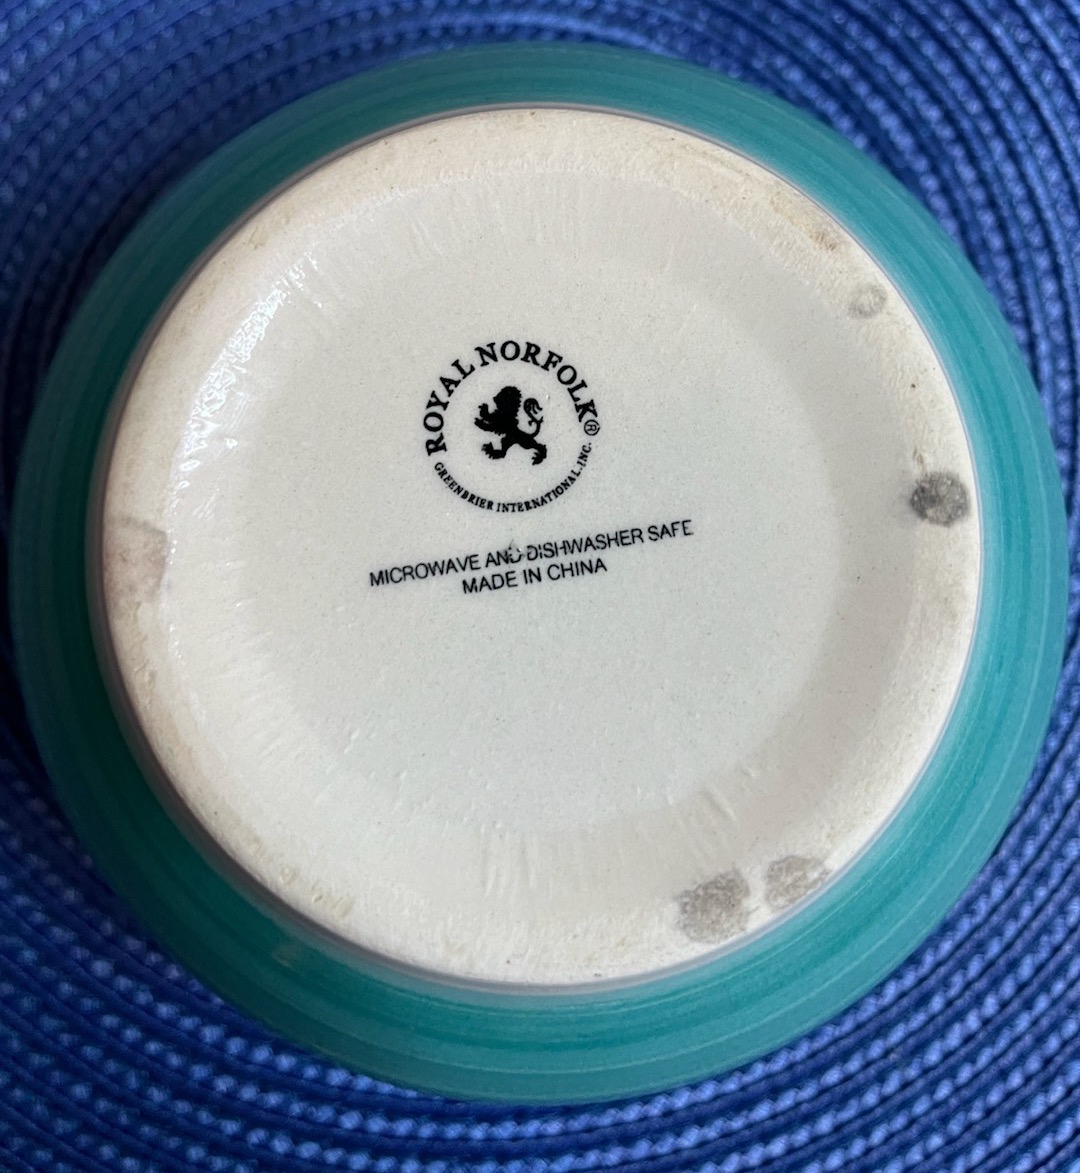 ROYAL NORFOLK®
GREENBRIER INTERNATIONAL, INC.
MICROWAVE AND DISHWASHER SAFE
MADE IN CHINA